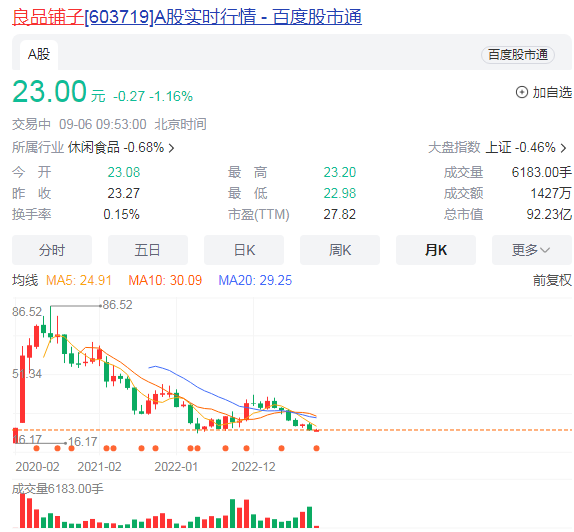 良品铺子[603719]A股实时行情 - 百度股市通
A股 百度股市通
23.00 元 -0.27 -1.16% 加自选
交易中 09-06 09:53:00 北京时间
所属行业 休闲食品 -0.68% 大盘指数 上证 -0.46%
今 开 23.08 最 高 23.20 成交量 6183.00手
昨 收 23.27 最 低 22.98 成交额 1427万
换手率 0.15% 市盈(TTM) 27.82 总市值 92.23亿
分时 五日 日K 周K 月K 更多
均线 MA5: 24.91 MA10: 30.09 MA20: 29.25 前复权
86.52 86.52
16.17 16.17
2020-02 2021-02 2022-01 2022-12
成交量6183.00手